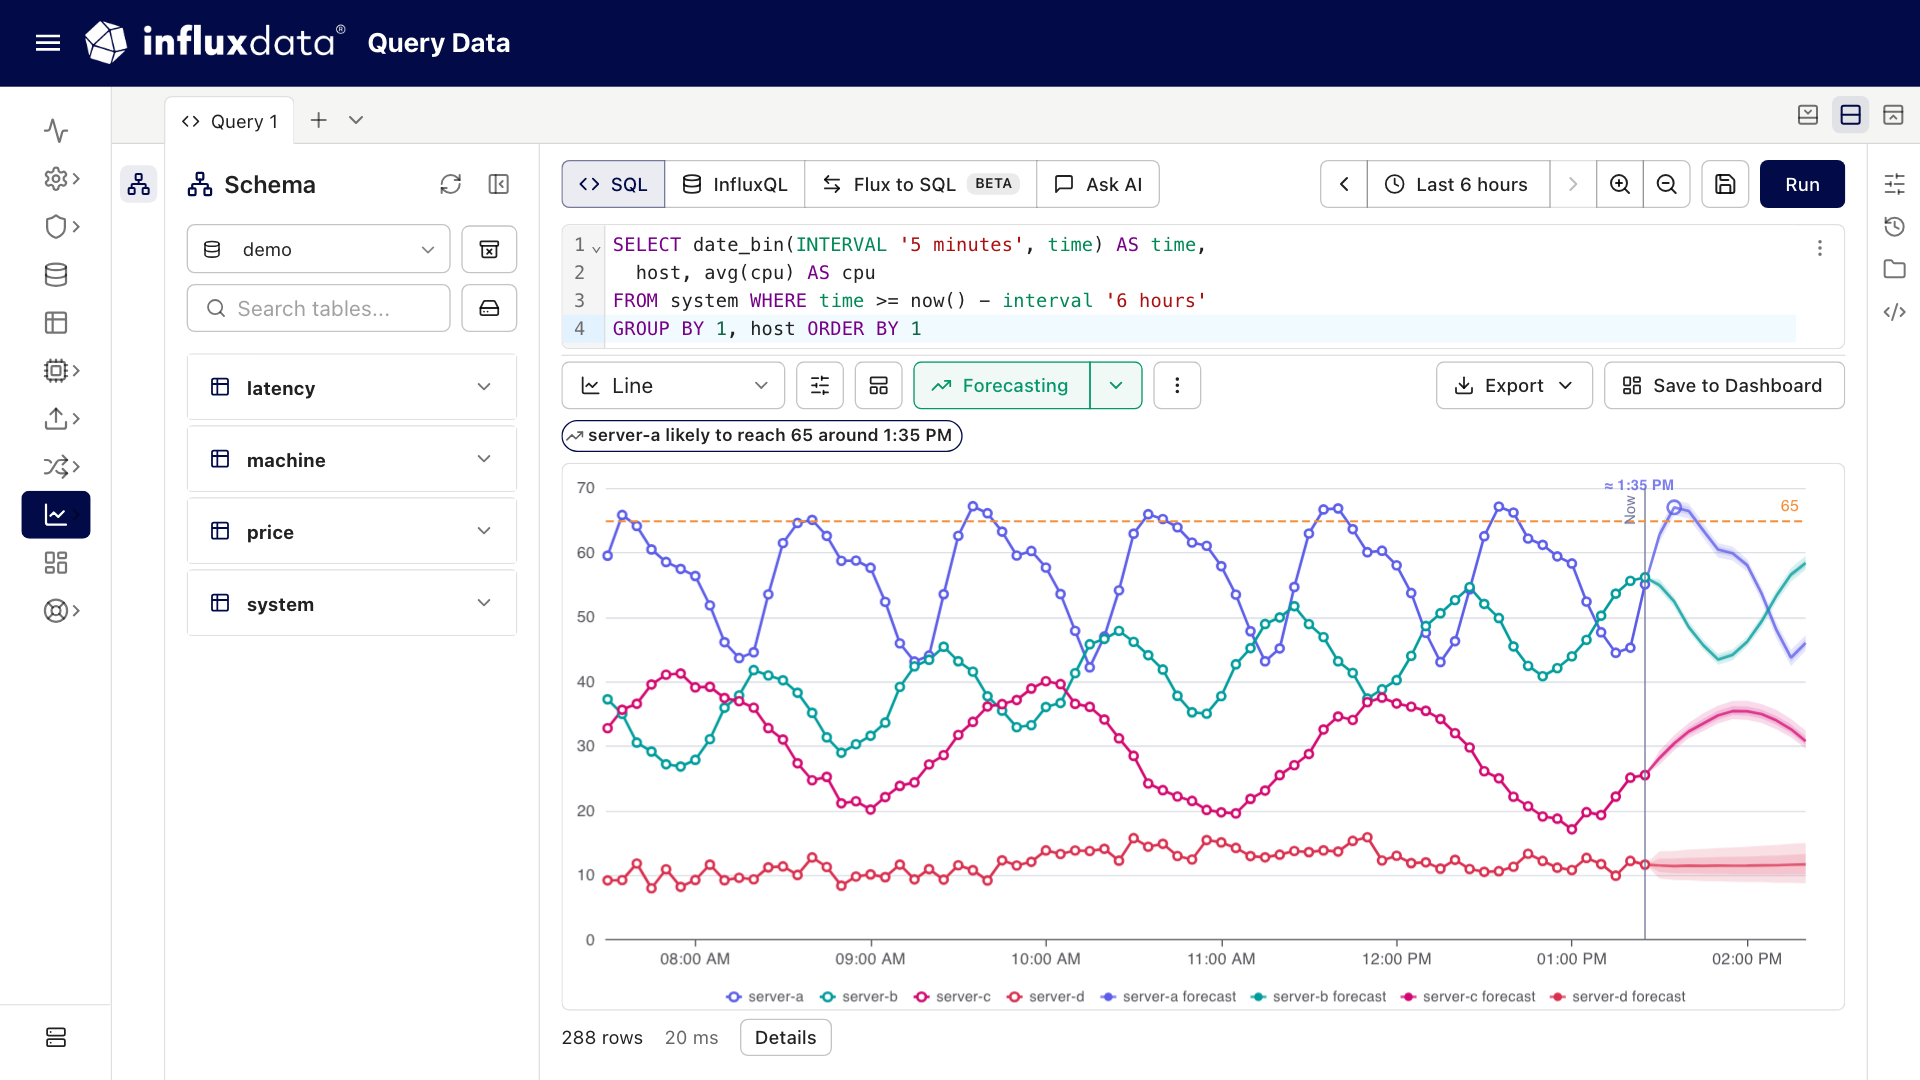 influxdata® Query Data
Query 1
Schema
SQL
InfluxQL
Flux to SQL BETA
Ask AI
Last 6 hours
Run
demo
Search tables...
latency
machine
price
system
1 SELECT date_bin(INTERVAL '5 minutes', time) AS time,
2 host, avg(cpu) AS cpu
3 FROM system WHERE time >= now() - interval '6 hours'
4 GROUP BY 1, host ORDER BY 1
Line
Forecasting
Export
Save to Dashboard
server-a likely to reach 65 around 1:35 PM
≈ 1:35 PM
Now
65
70
60
50
40
30
20
10
0
08:00 AM 09:00 AM 10:00 AM 11:00 AM 12:00 PM 01:00 PM 02:00 PM
server-a server-b server-c server-d server-a forecast server-b forecast server-c forecast server-d forecast
288 rows 20 ms Details